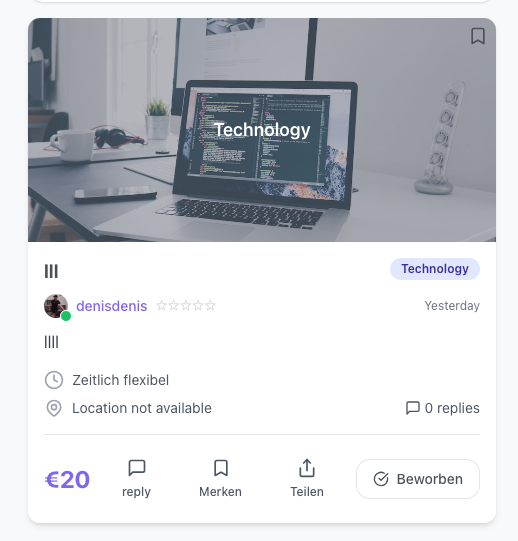 Technology
lll
Technology
denisdenis
Yesterday
llll
Zeitlich flexibel
Location not available
0 replies
€20
reply
Merken
Teilen
Beworben